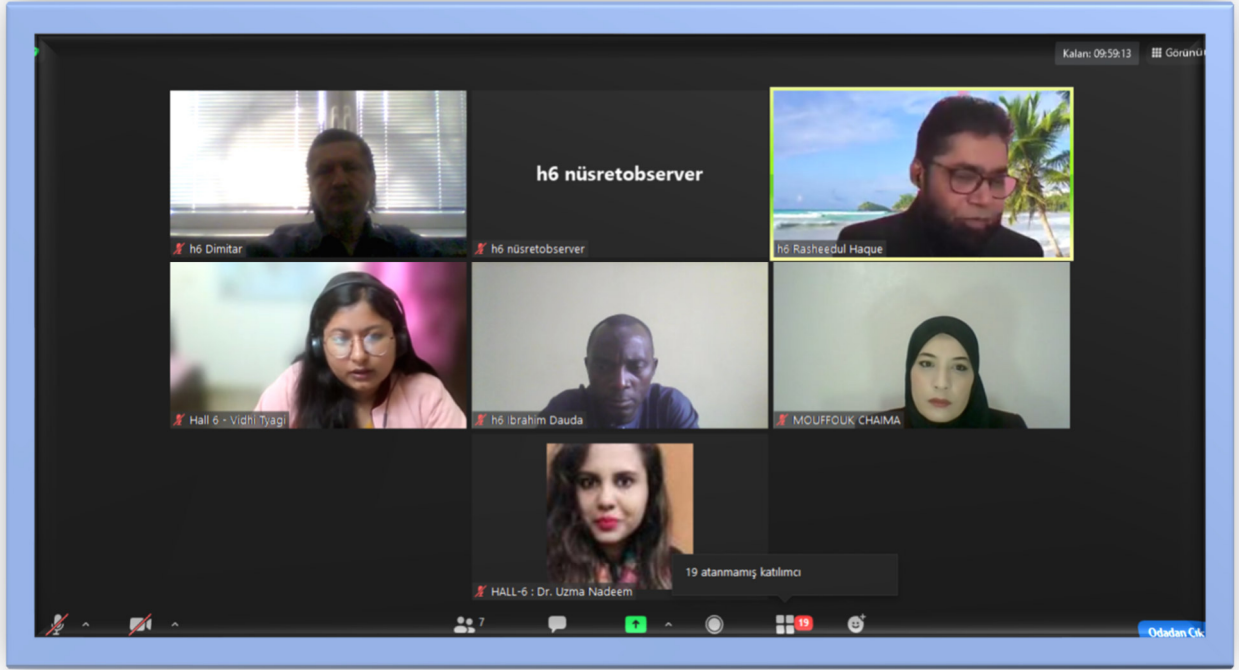 Kalan: 09:59:13
Görünü
h6 Dimitar
h6 nüsretobserver
h6 nüsretobserver
h6 Rasheedul Haque
Hall 6 - Vidhi Tyagi
h6 Ibrahim Dauda
MOUFFOUK CHAIMA
HALL-6 : Dr. Uzma Nadeem
19 atanmamış katılımcı
7
19
Odadan Çık